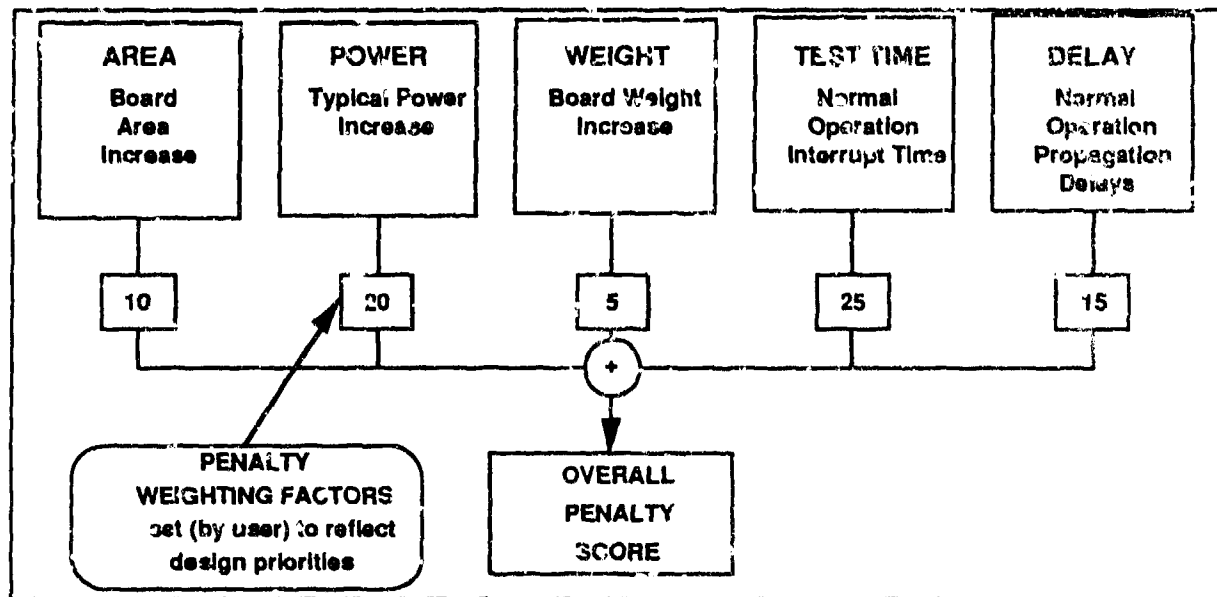 AREA
Board
Area
Increase
POWER
Typical Power
Increase
WEIGHT
Board Weight
Increase
TEST TIME
Normal
Operation
Interrupt Time
DELAY
Normal
Operation
Propagation
Delays
10
20
5
25
15
+
PENALTY
WEIGHTING FACTORS
set (by user) to reflect
design priorities
OVERALL
PENALTY
SCORE